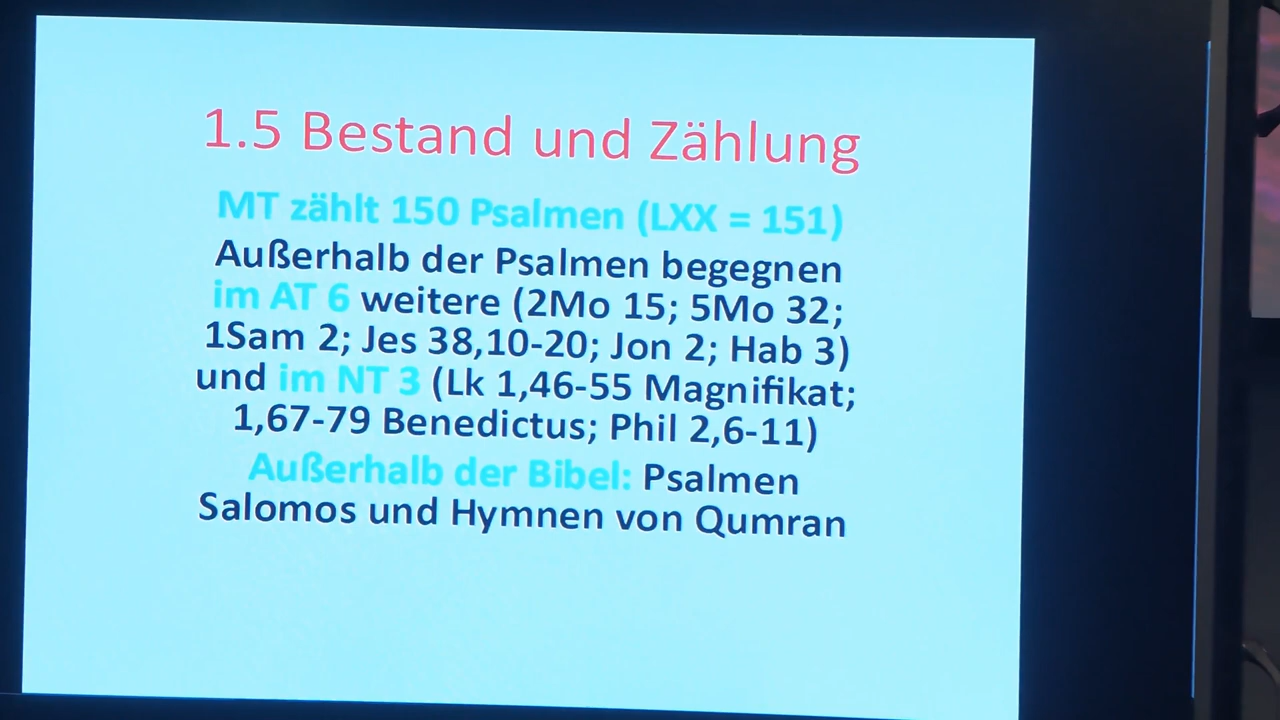 1.5 Bestand und Zählung
MT zählt 150 Psalmen (LXX = 151)
Außerhalb der Psalmen begegnen
im AT 6 weitere (2Mo 15; 5Mo 32;
1Sam 2; Jes 38,10-20; Jon 2; Hab 3)
und im NT 3 (Lk 1,46-55 Magnifikat;
1,67-79 Benedictus; Phil 2,6-11)
Außerhalb der Bibel: Psalmen
Salomos und Hymnen von Qumran